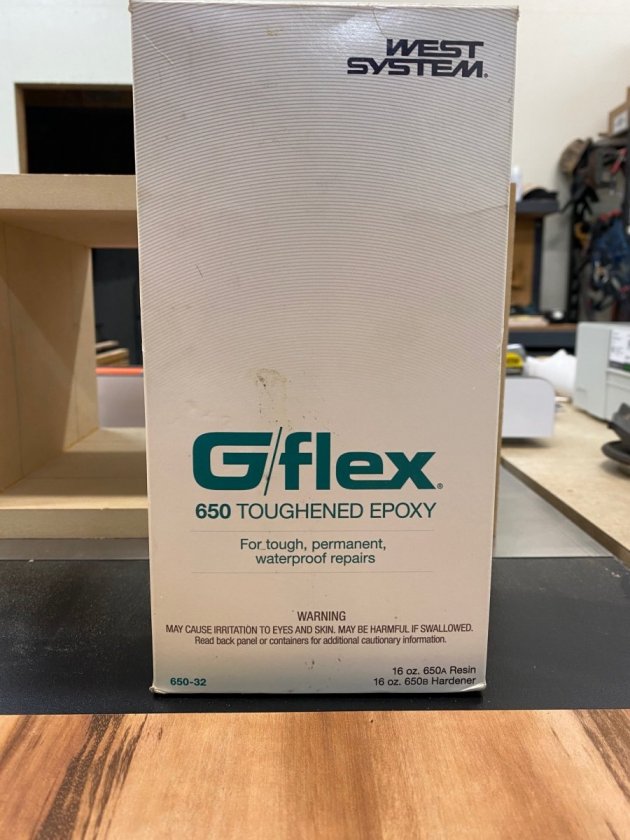 WEST
SYSTEM®
G/flex®
650 TOUGHENED EPOXY
For tough, permanent,
waterproof repairs
WARNING
MAY CAUSE IRRITATION TO EYES AND SKIN. MAY BE HARMFUL IF SWALLOWED.
Read back panel or containers for additional cautionary information.
16 oz. 650A Resin
650-32
16 oz. 650B Hardener